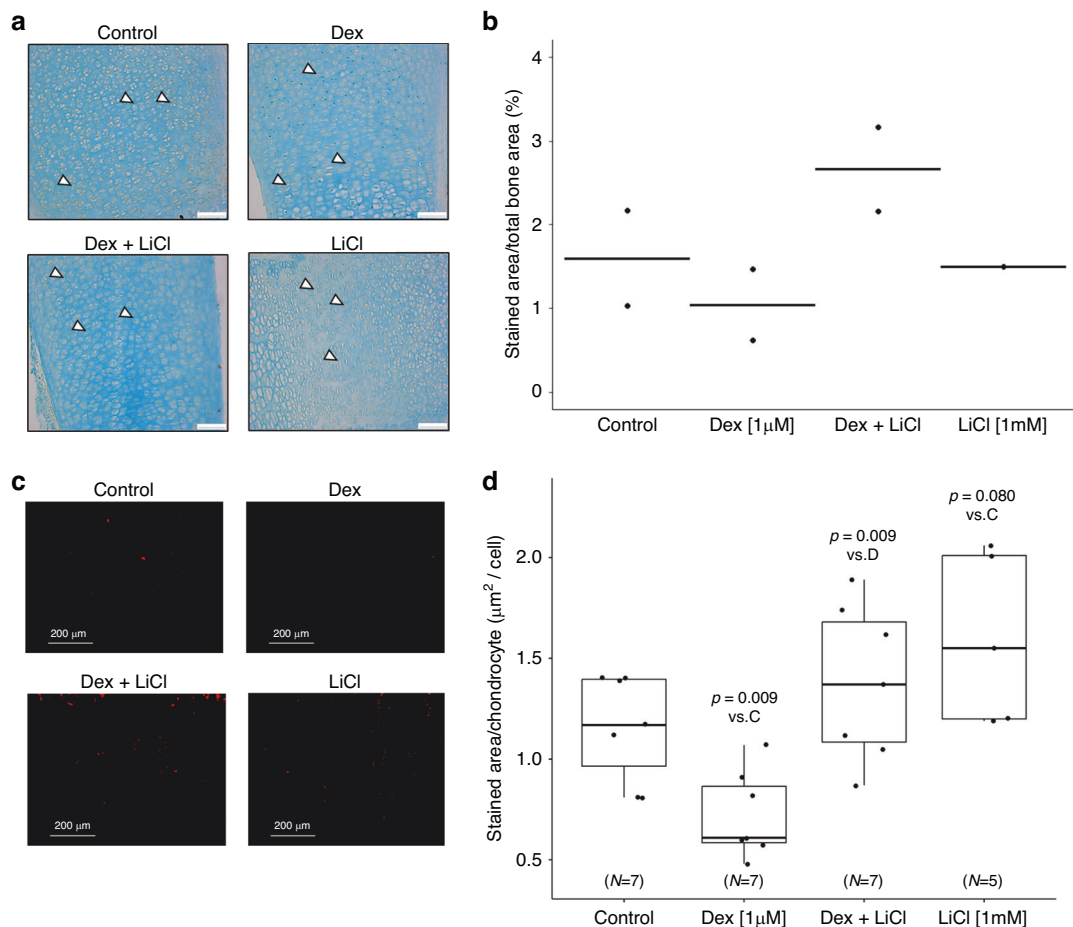 a
Control
Dex
Dex + LiCl
LiCl
b
Stained area/total bone area (%)
4
3
2
1
0
Control
Dex [1μM]
Dex + LiCl
LiCl [1mM]
c
Control
Dex
200 μm
200 μm
Dex + LiCl
LiCl
200 μm
200 μm
d
Stained area/chondrocyte (μm² / cell)
2.0
1.5
1.0
0.5
p = 0.009
vs.C
p = 0.009
vs.D
p = 0.080
vs.C
(N=7)
(N=7)
(N=7)
(N=5)
Control
Dex [1μM]
Dex + LiCl
LiCl [1mM]